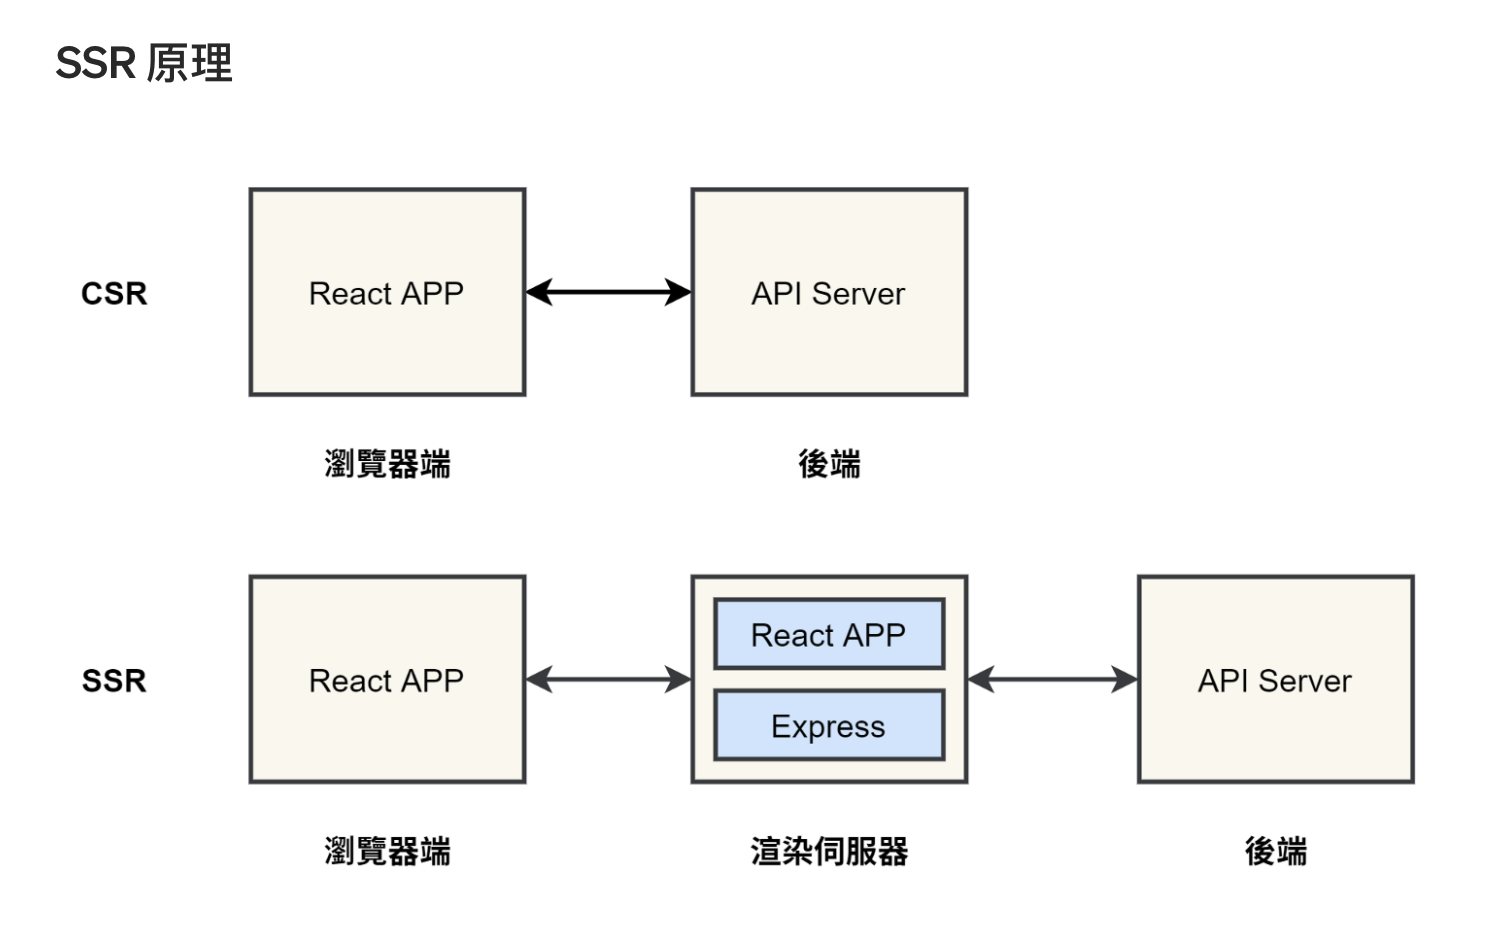 SSR 原理
CSR
React APP
API Server
瀏覽器端
後端
SSR
React APP
React APP
Express
API Server
瀏覽器端
渲染伺服器
後端